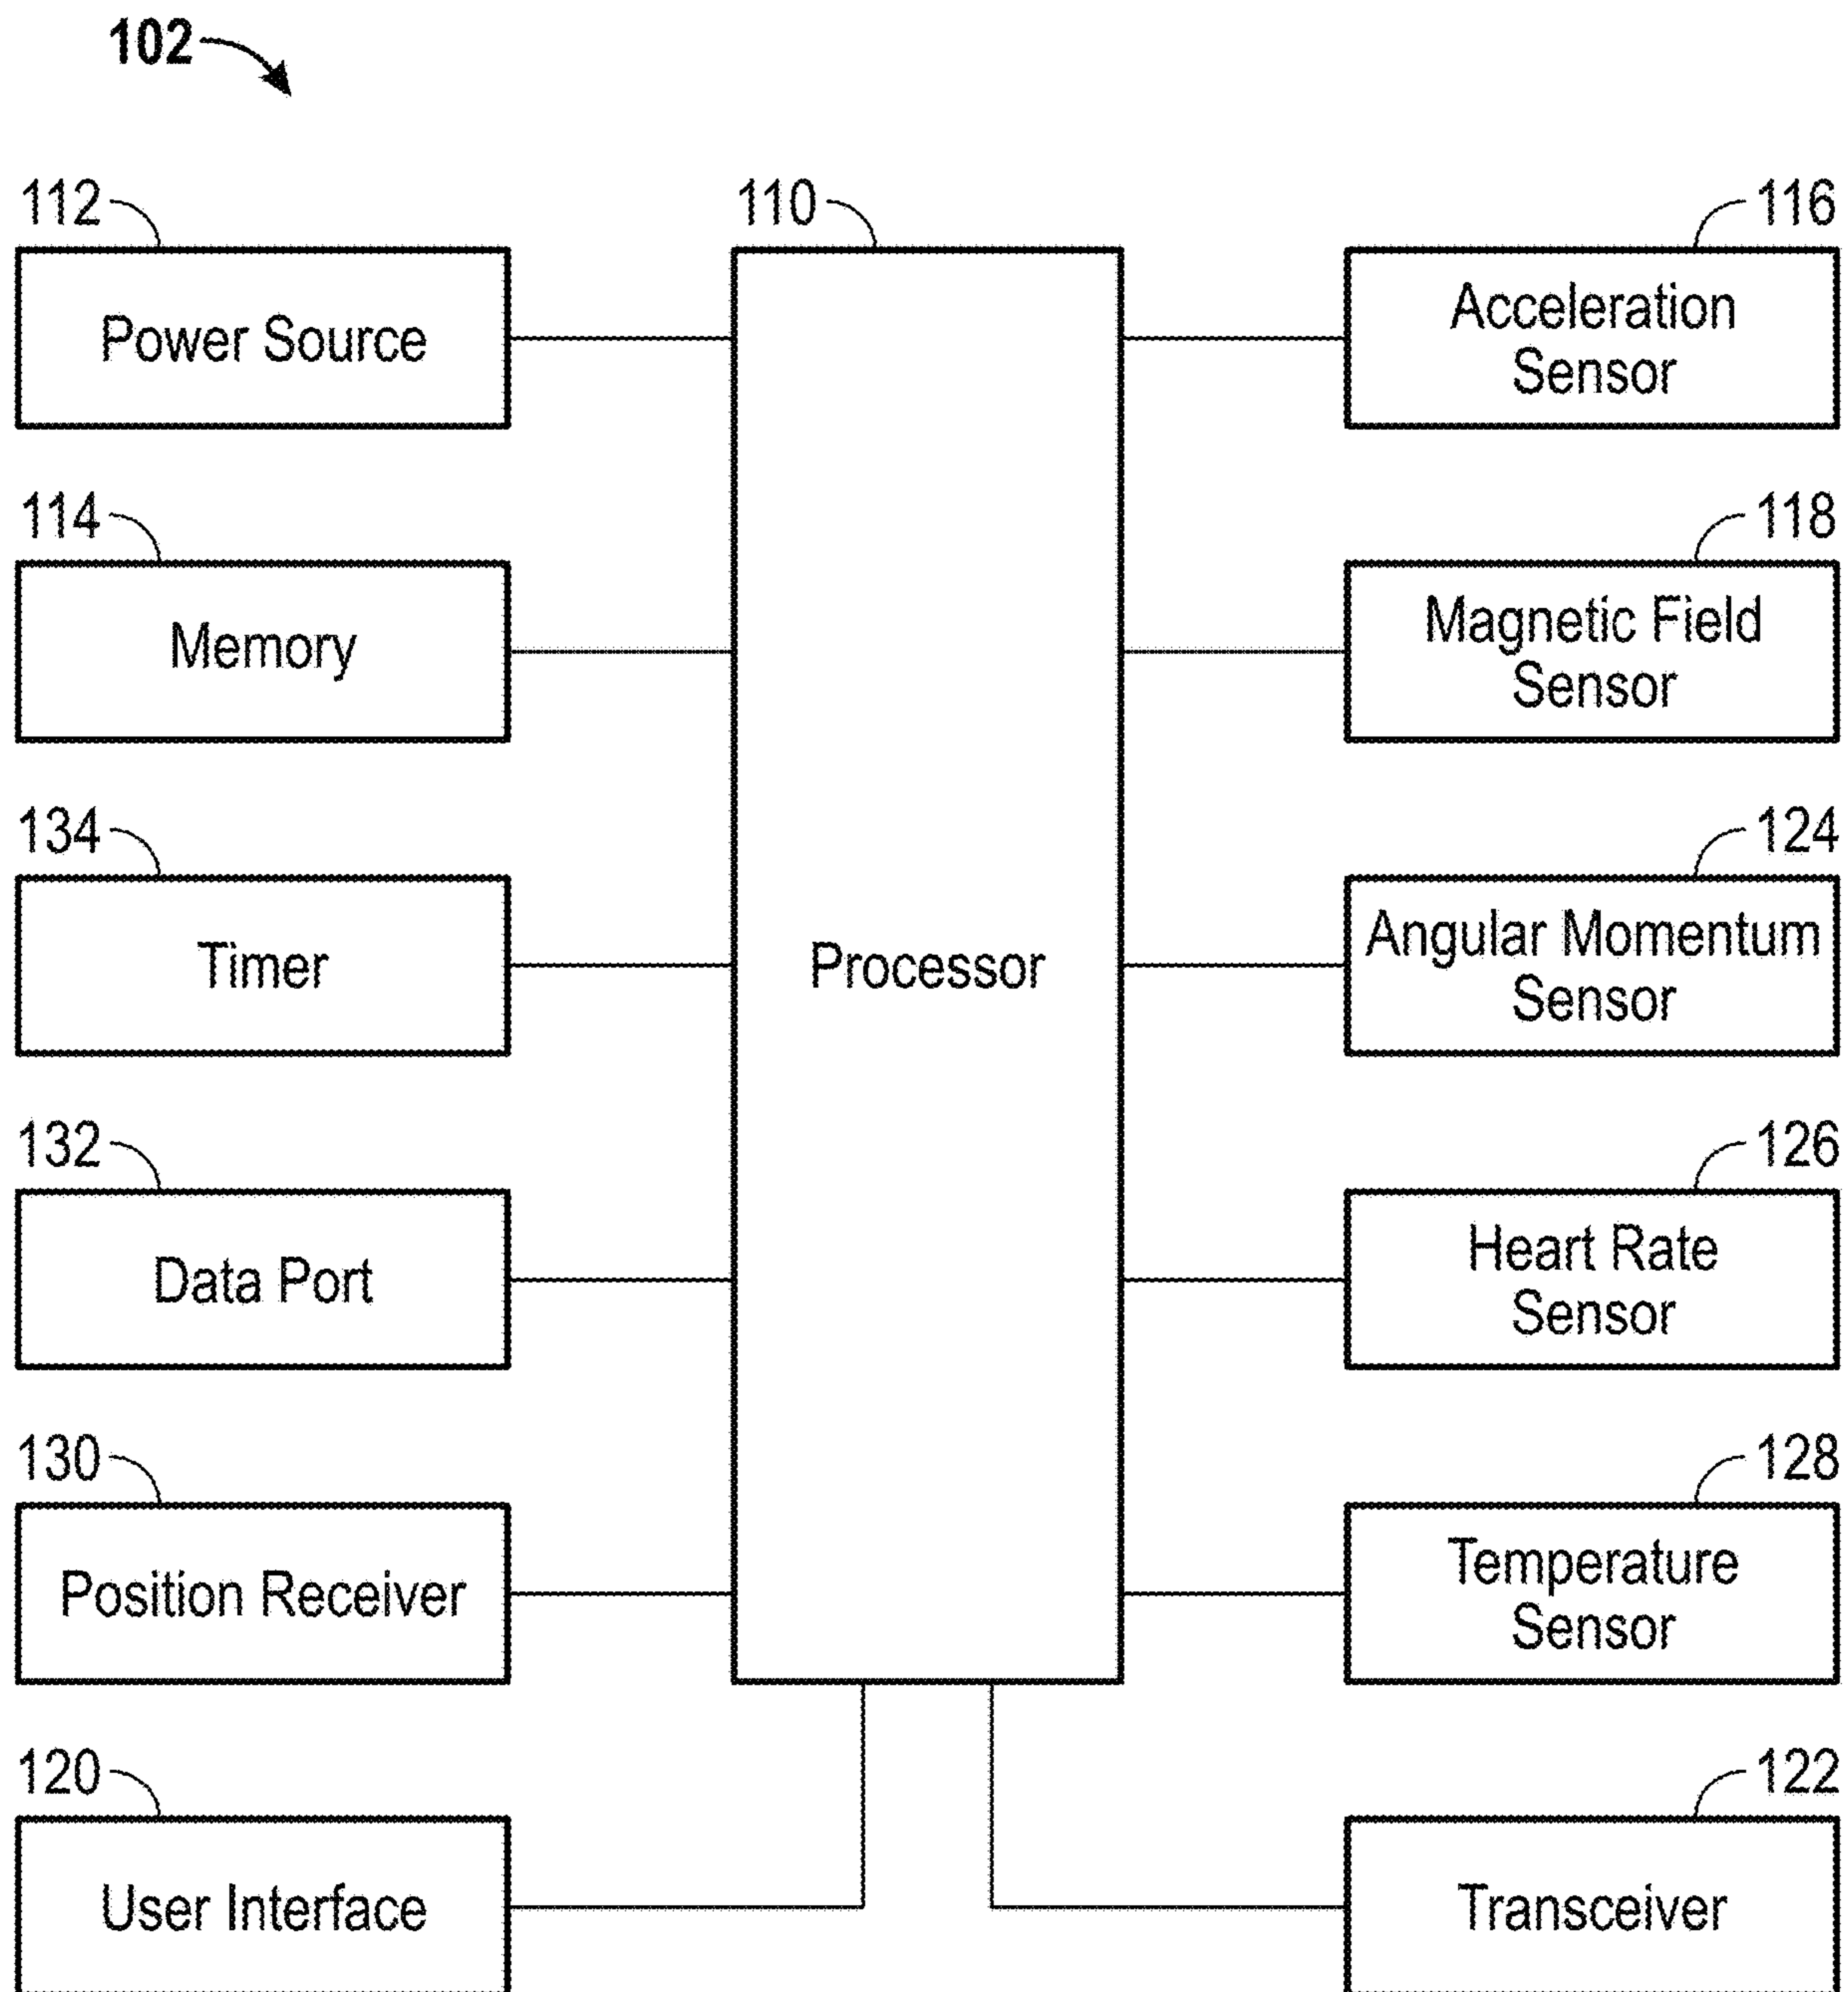 102
112
110
116
Power Source
Acceleration
Sensor
114
118
Memory
Magnetic Field
Sensor
134
124
Timer
Processor
Angular Momentum
Sensor
132
126
Data Port
Heart Rate
Sensor
130
128
Position Receiver
Temperature
Sensor
120
122
User Interface
Transceiver